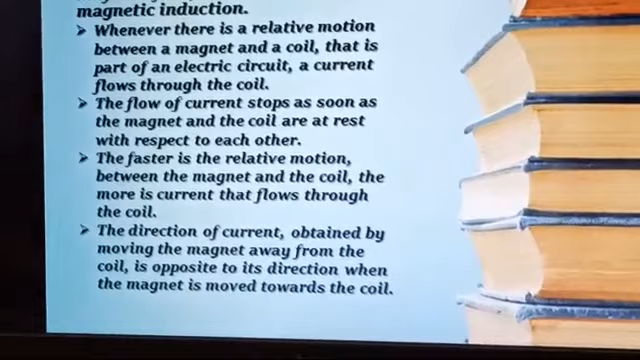 magnetic induction.
➤ Whenever there is a relative motion
between a magnet and a coil, that is
part of an electric circuit, a current
flows through the coil.
➤ The flow of current stops as soon as
the magnet and the coil are at rest
with respect to each other.
➤ The faster is the relative motion,
between the magnet and the coil, the
more is current that flows through
the coil.
➤ The direction of current, obtained by
moving the magnet away from the
coil, is opposite to its direction when
the magnet is moved towards the coil.